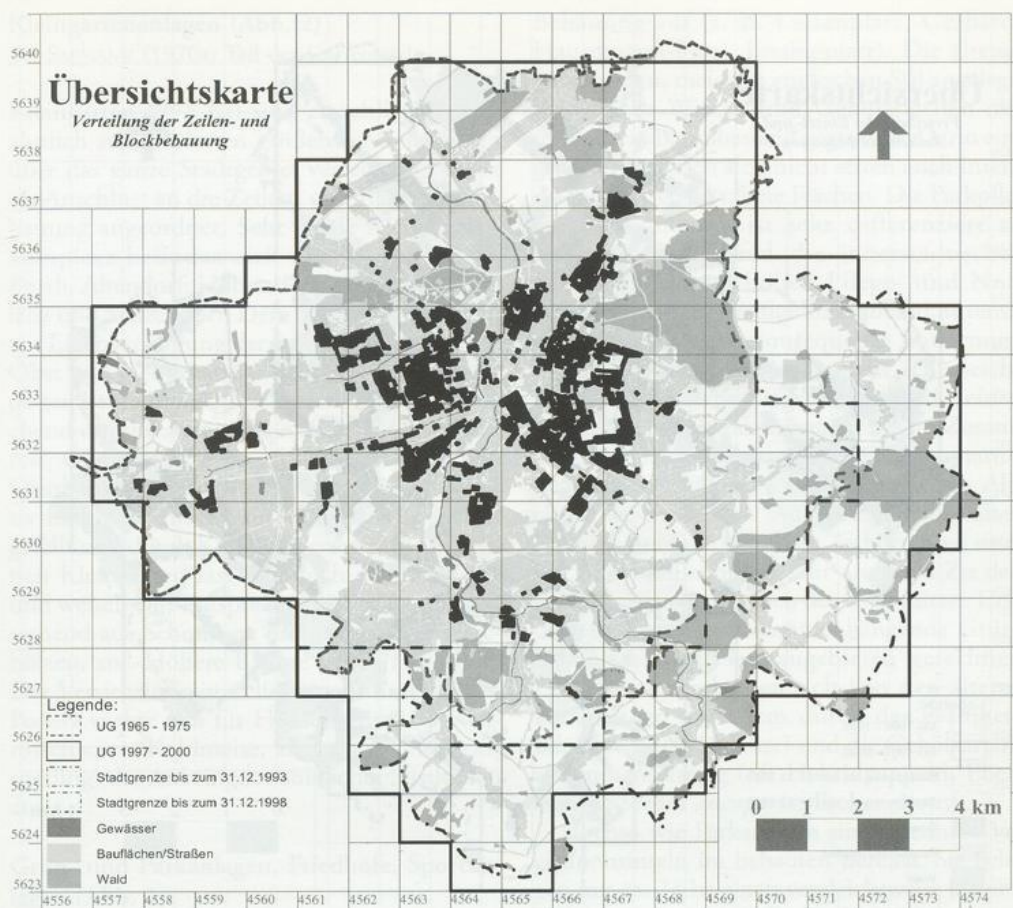 Übersichtskarte
Verteilung der Zeilen- und
Blockbebauung
5640
5639
5638
5637
5636
5635
5634
5633
5632
5631
5630
5629
5628
5627
5626
5625
5624
5623
Legende:
UG 1965 - 1975
UG 1997 - 2000
Stadtgrenze bis zum 31.12.1993
Stadtgrenze bis zum 31.12.1998
Gewässer
Bauflächen/Straßen
Wald
0 1 2 3 4 km
4556 4557 4558 4559 4560 4561 4562 4563 4564 4565 4566 4567 4568 4569 4570 4571 4572 4573 4574